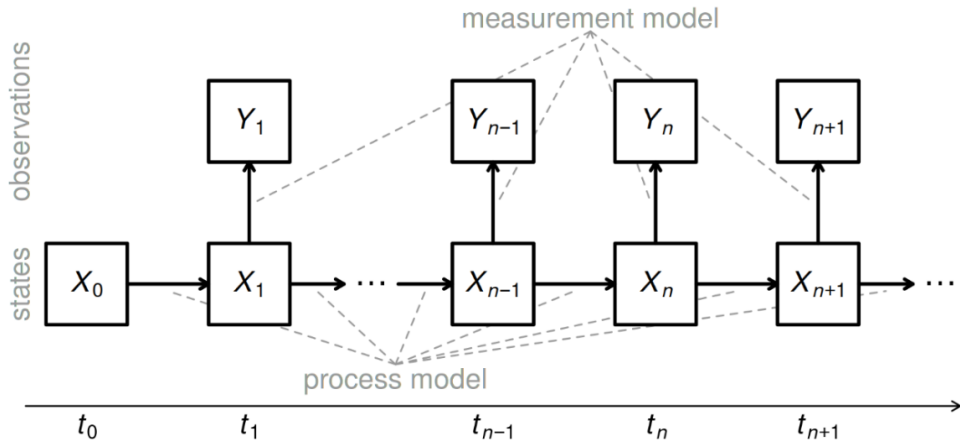 measurement model
observations
Y₁ Yₙ₋₁ Yₙ Yₙ₊₁
states
X₀ X₁ ⋯ Xₙ₋₁ Xₙ Xₙ₊₁ ⋯
process model
t₀ t₁ tₙ₋₁ tₙ tₙ₊₁